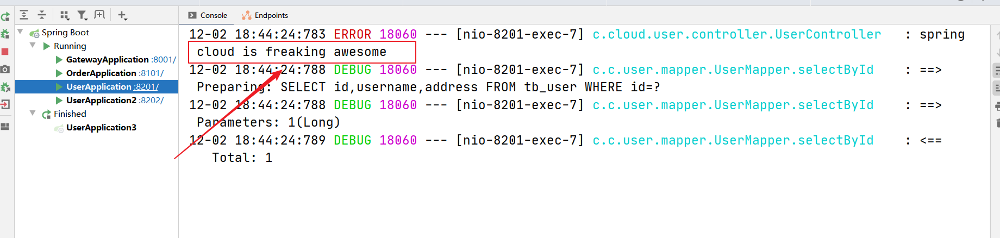 Console
Endpoints
Spring Boot
Running
GatewayApplication :8001/
OrderApplication :8101/
UserApplication :8201/
UserApplication2 :8202/
Finished
UserApplication3
12-02 18:44:24:783 ERROR 18060 --- [nio-8201-exec-7] c.cloud.user.controller.UserController : spring
cloud is freaking awesome
12-02 18:44:24:788 DEBUG 18060 --- [nio-8201-exec-7] c.c.user.mapper.UserMapper.selectById : ==>
Preparing: SELECT id,username,address FROM tb_user WHERE id=?
12-02 18:44:24:788 DEBUG 18060 --- [nio-8201-exec-7] c.c.user.mapper.UserMapper.selectById : ==>
Parameters: 1(Long)
12-02 18:44:24:789 DEBUG 18060 --- [nio-8201-exec-7] c.c.user.mapper.UserMapper.selectById : <==
Total: 1